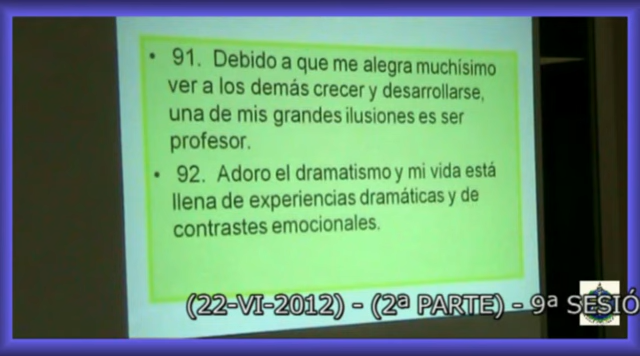 • 91. Debido a que me alegra muchísimo
ver a los demás crecer y desarrollarse,
una de mis grandes ilusiones es ser
profesor.
• 92. Adoro el dramatismo y mi vida está
llena de experiencias dramáticas y de
contrastes emocionales.
(22-VI-2012) - (2ª PARTE) - 9ª SESIÓ